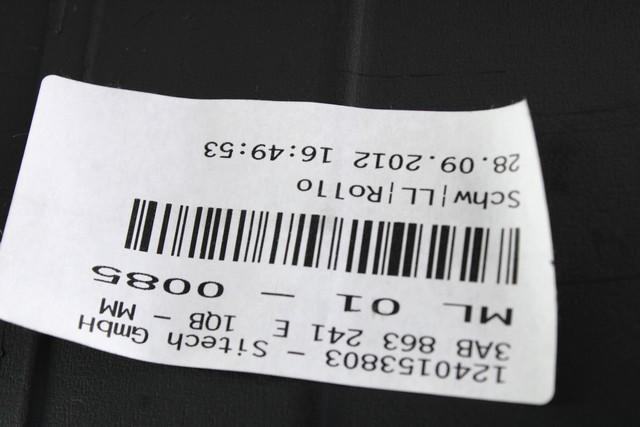 1240153803 - Sitech GmbH
3AB 863 241 E 1QB - MM
ML 01 - 0085
Schw¦LL¦Rollo
28.09.2012 16:49:53